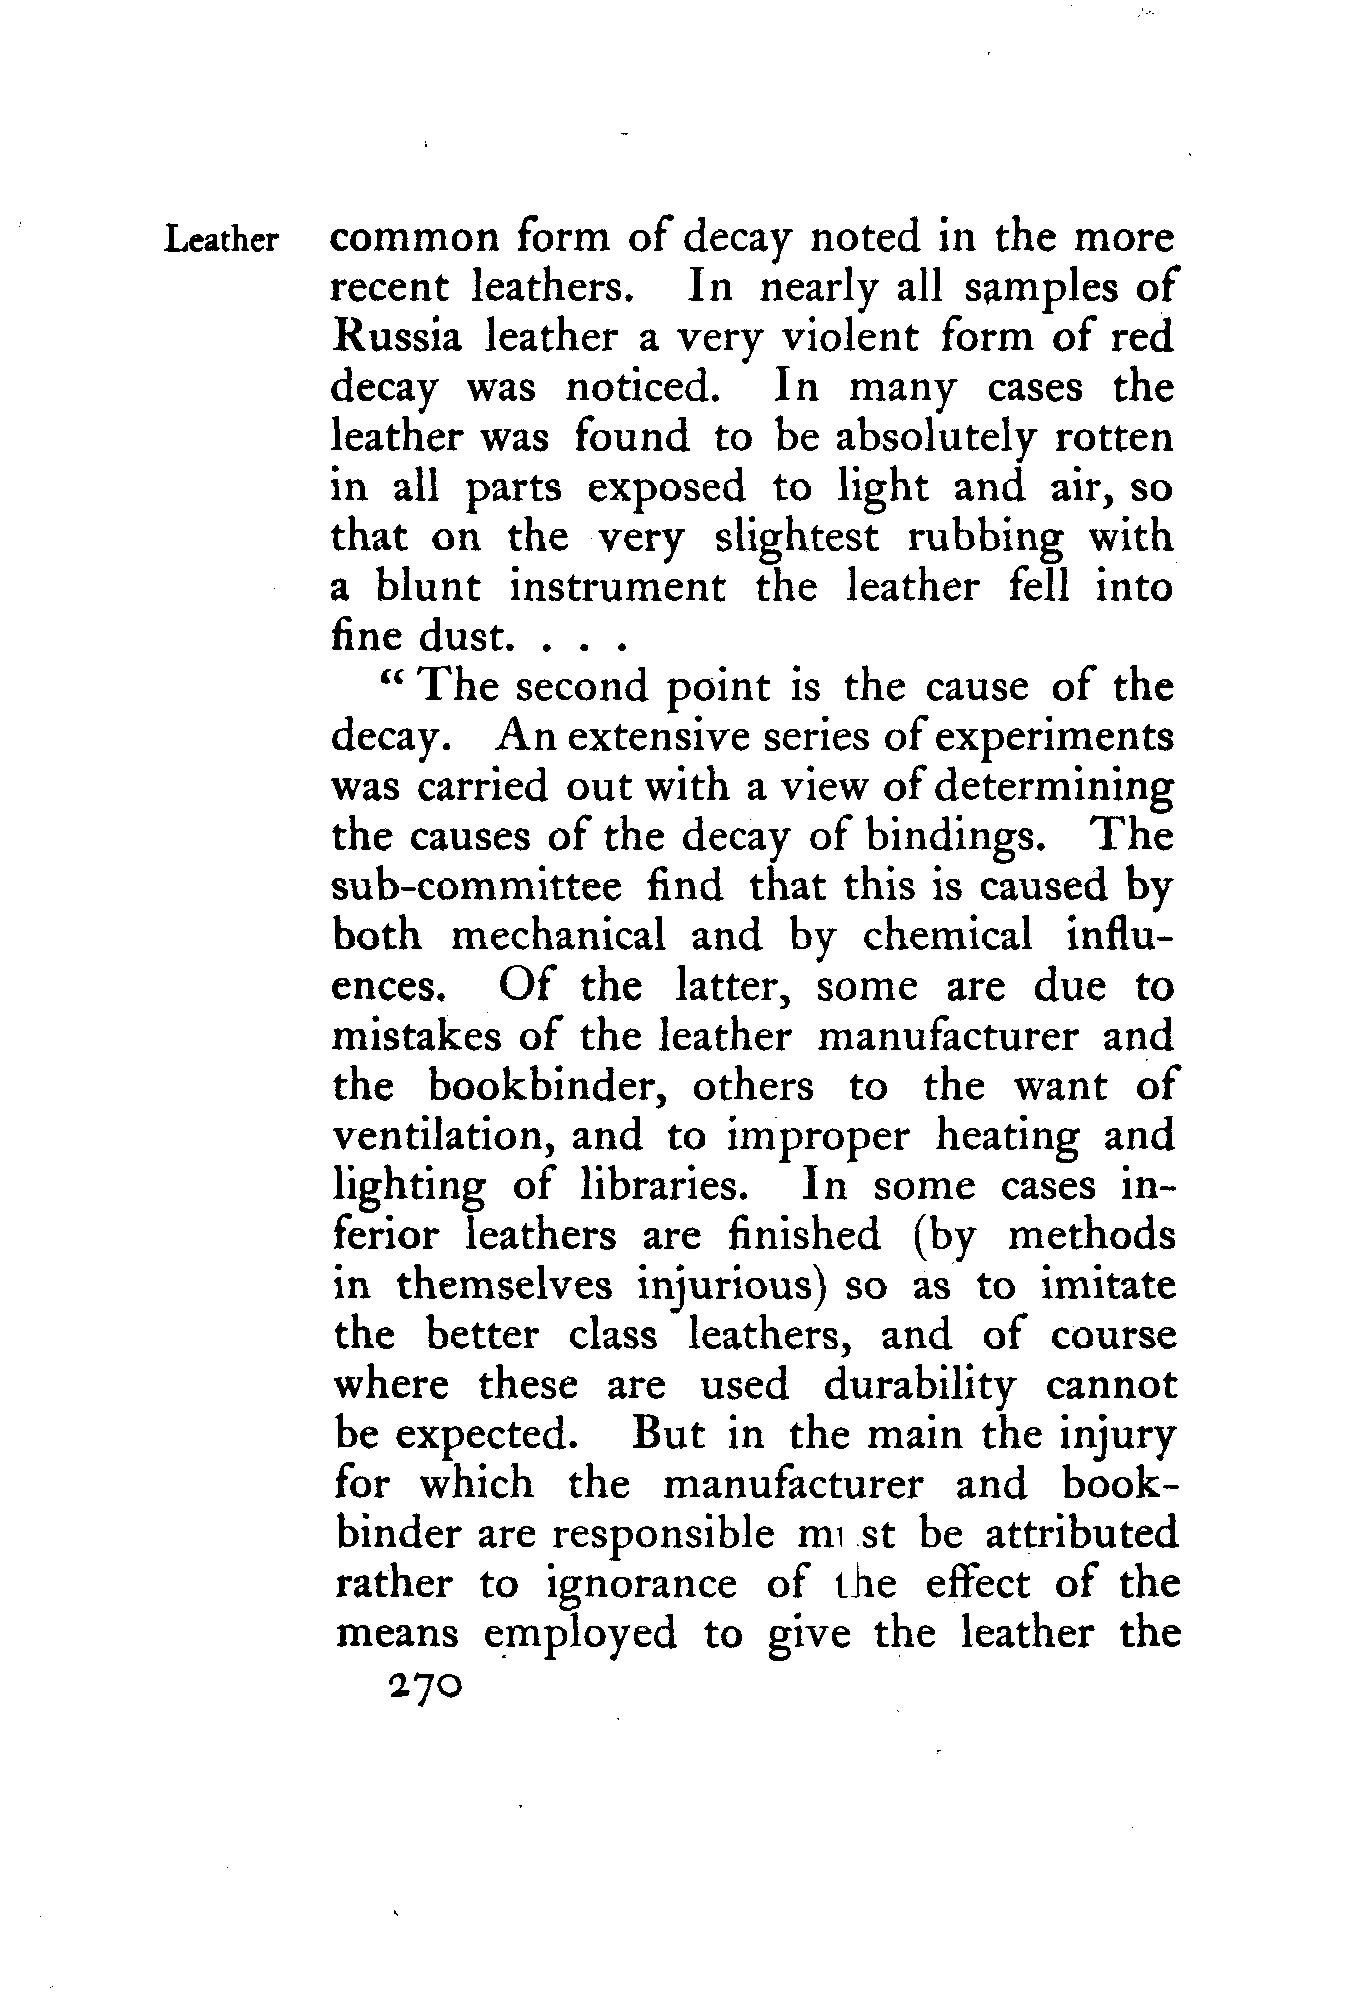 Leather common form of decay noted in the more
recent leathers. In nearly all samples of
Russia leather a very violent form of red
decay was noticed. In many cases the
leather was found to be absolutely rotten
in all parts exposed to light and air, so
that on the very slightest rubbing with
a blunt instrument the leather fell into
fine dust. . . .
“ The second point is the cause of the
decay. An extensive series of experiments
was carried out with a view of determining
the causes of the decay of bindings. The
sub-committee find that this is caused by
both mechanical and by chemical influ-
ences. Of the latter, some are due to
mistakes of the leather manufacturer and
the bookbinder, others to the want of
ventilation, and to improper heating and
lighting of libraries. In some cases in-
ferior leathers are finished (by methods
in themselves injurious) so as to imitate
the better class leathers, and of course
where these are used durability cannot
be expected. But in the main the injury
for which the manufacturer and book-
binder are responsible must be attributed
rather to ignorance of the effect of the
means employed to give the leather the
270